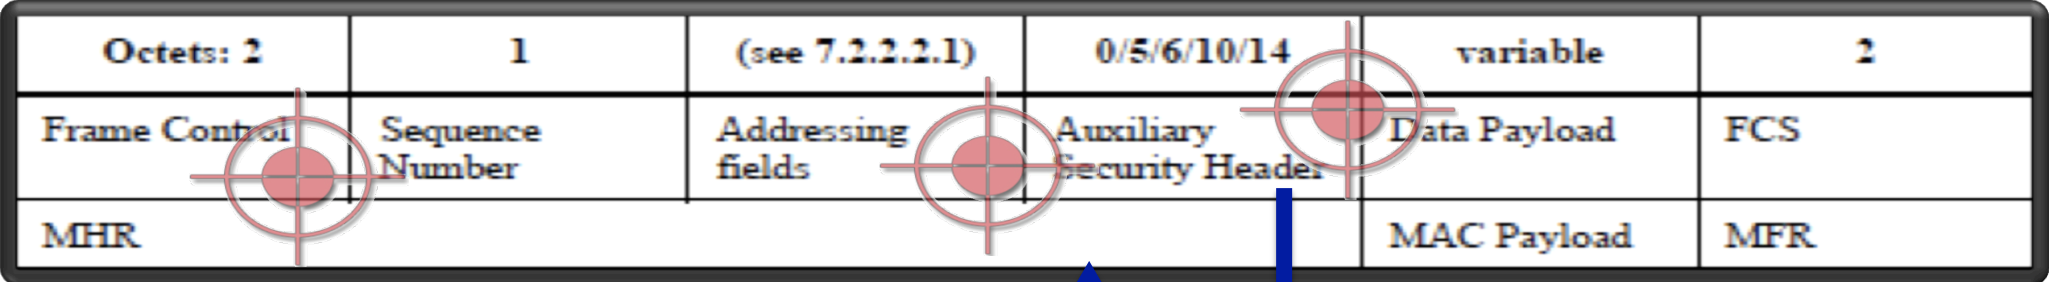 Octets: 2 1 (see 7.2.2.2.1) 0/5/6/10/14 variable 2
Frame Control Sequence Number Addressing fields Auxiliary Security Header Data Payload FCS
MHR MAC Payload MFR